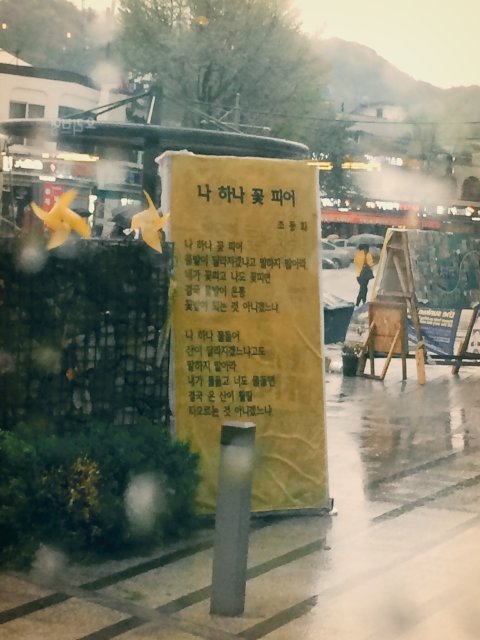 나 하나 꽃 피어
조동화
나 하나 꽃 피어
풀밭이 달라지겠냐고 말하지 말아라
네가 꽃피고 나도 꽃피면
결국 풀밭이 온통
꽃밭이 되는 것 아니겠느냐
나 하나 물들어
산이 달라지겠느냐고도
말하지 말아라
내가 물들고 너도 물들면
결국 온 산이 활활
타오르는 것 아니겠느냐